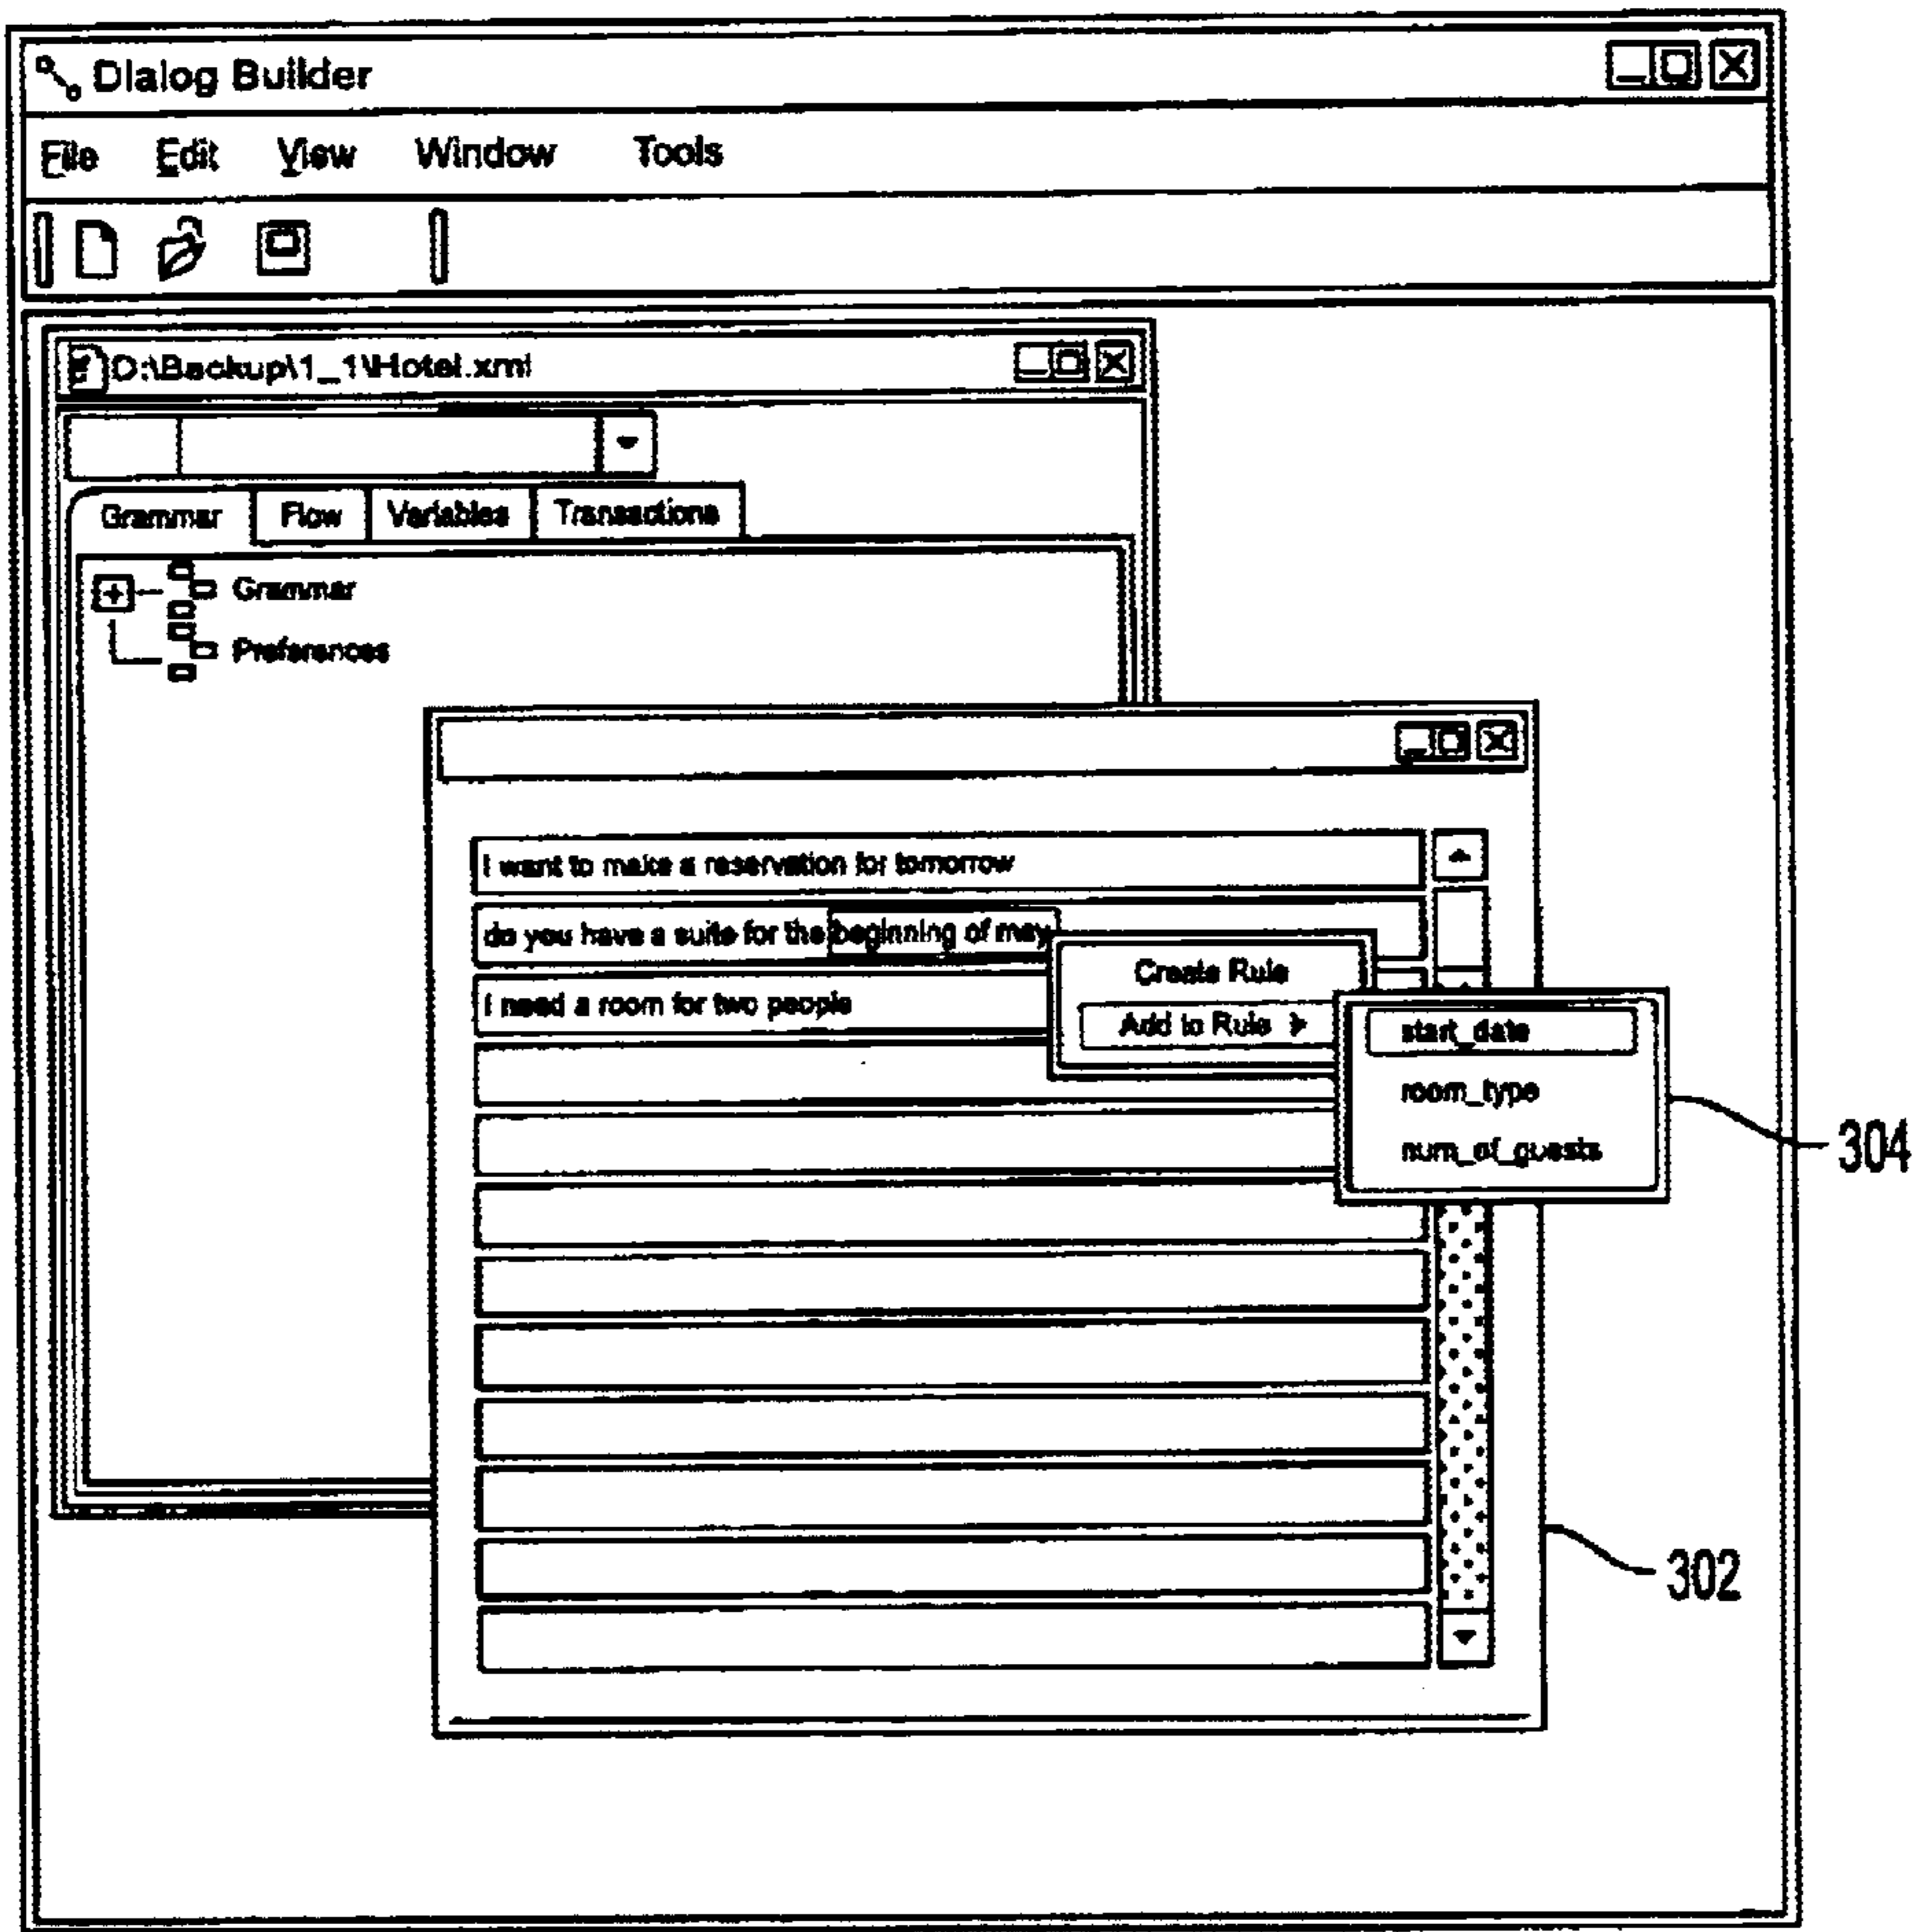 Dialog Builder
File Edit View Window Tools
D:\Backup\1_1\Hotel.xml
Grammar Flow Variables Transactions
Grammar
Preferences
I want to make a reservation for tomorrow
do you have a suite for the beginning of may
Create Rule
I need a room for two people
Add to Rule
start_date
room_type
num_of_guests
304
302